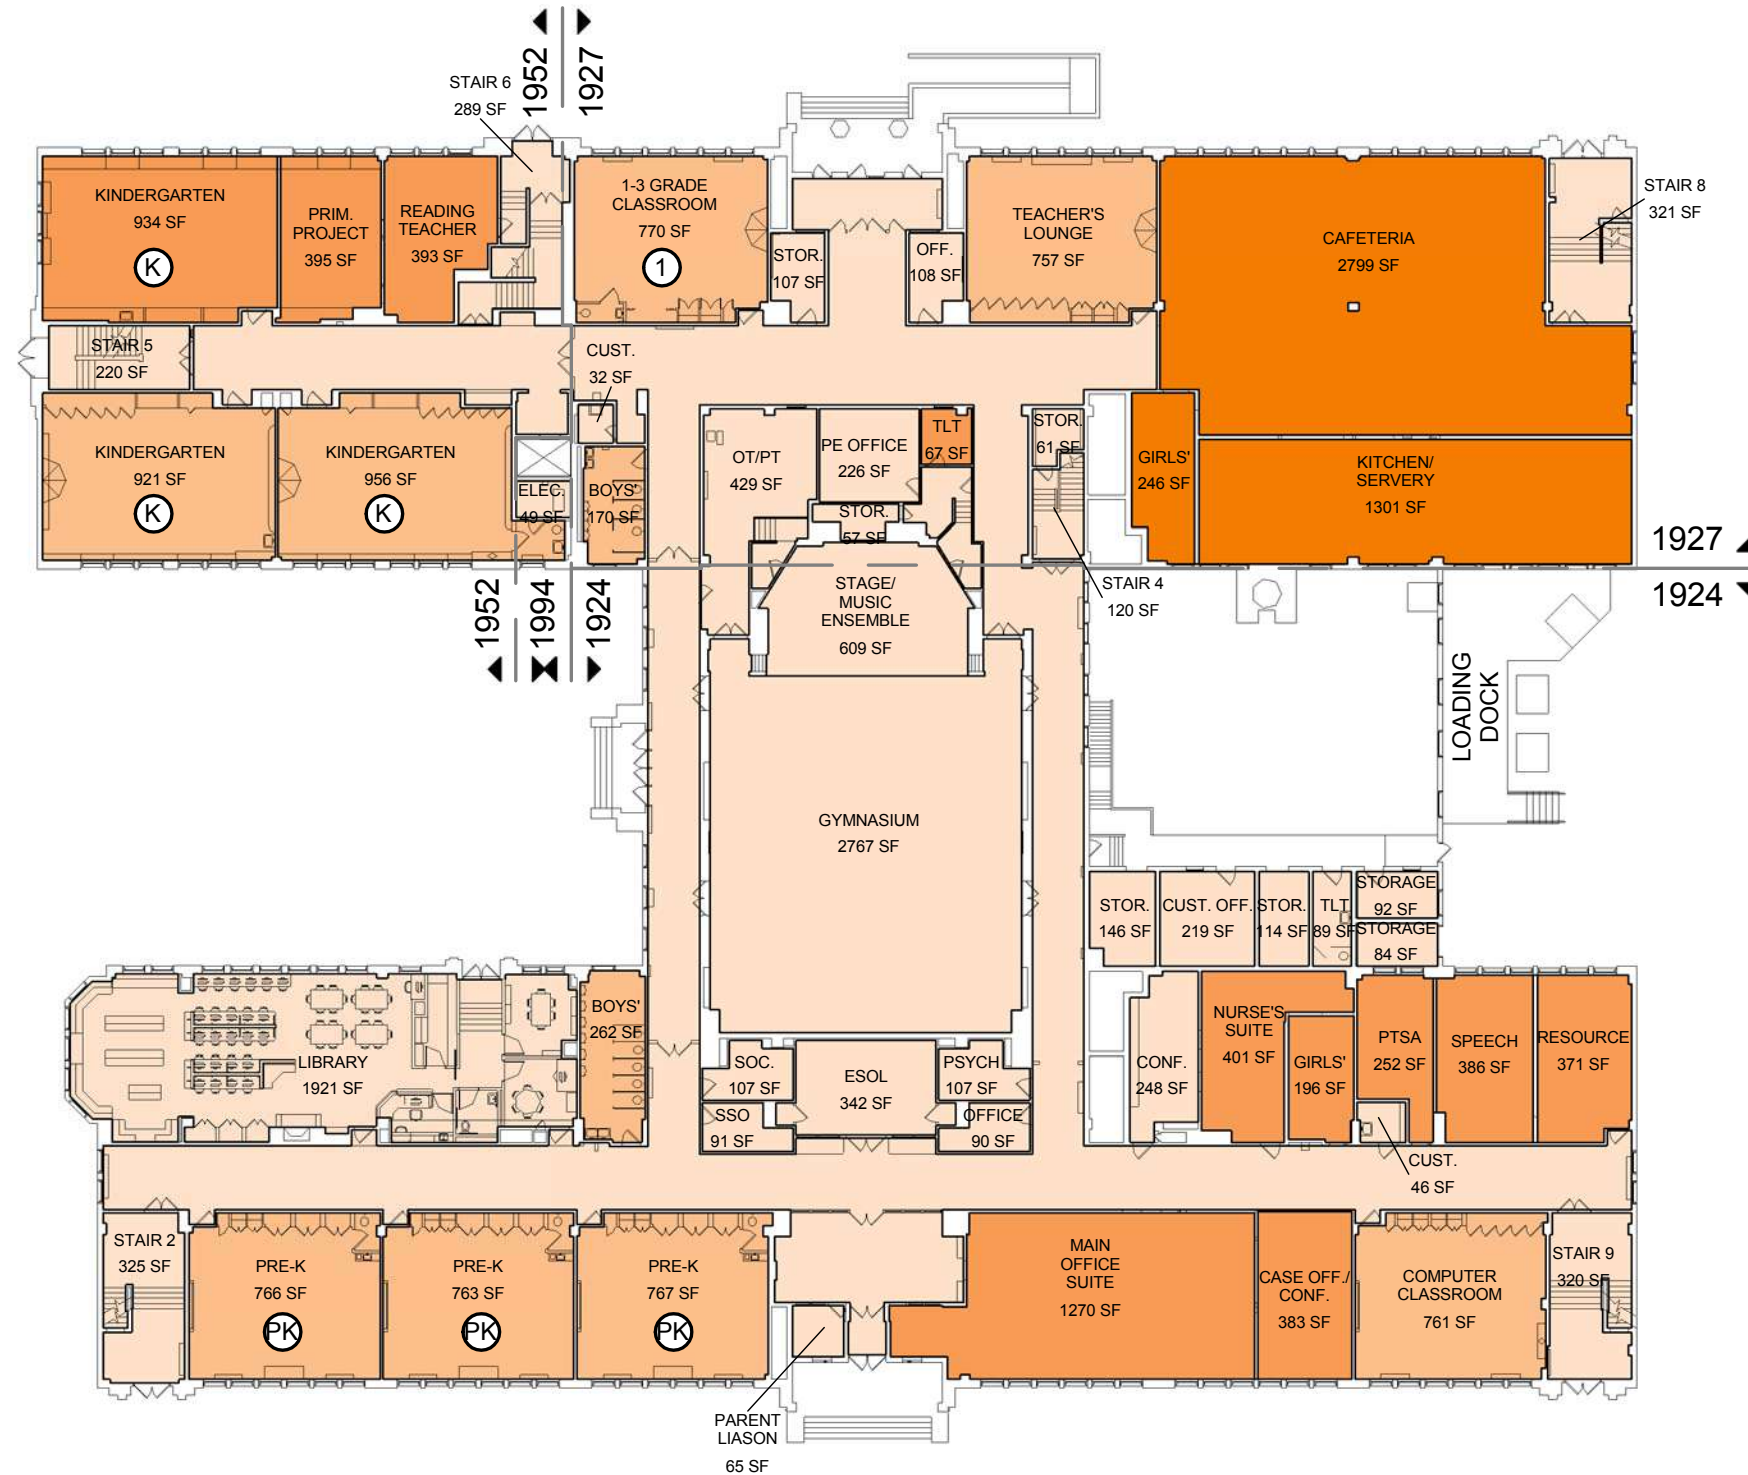 1952
1927
STAIR 6
289 SF
KINDERGARTEN
934 SF
K
PRIM.
PROJECT
395 SF
READING
TEACHER
393 SF
1-3 GRADE
CLASSROOM
770 SF
1
STOR.
107 SF
OFF.
108 SF
TEACHER'S
LOUNGE
757 SF
CAFETERIA
2799 SF
STAIR 8
321 SF
STAIR 5
220 SF
CUST.
32 SF
KINDERGARTEN
921 SF
K
KINDERGARTEN
956 SF
K
ELEC.
49 SF
BOYS'
170 SF
OT/PT
429 SF
PE OFFICE
226 SF
TLT
67 SF
STOR.
57 SF
STOR.
61 SF
GIRLS'
246 SF
KITCHEN/
SERVERY
1301 SF
1927
1924
STAIR 4
120 SF
1952
1994
1924
STAGE/
MUSIC
ENSEMBLE
609 SF
LOADING
DOCK
GYMNASIUM
2767 SF
STOR.
146 SF
CUST. OFF.
219 SF
STOR.
114 SF
TLT
89 SF
STORAGE
92 SF
STORAGE
84 SF
LIBRARY
1921 SF
BOYS'
262 SF
SOC.
107 SF
SSO
91 SF
ESOL
342 SF
PSYCH
107 SF
OFFICE
90 SF
CONF.
248 SF
NURSE'S
SUITE
401 SF
GIRLS'
196 SF
PTSA
252 SF
SPEECH
386 SF
RESOURCE
371 SF
CUST.
46 SF
STAIR 2
325 SF
PRE-K
766 SF
PK
PRE-K
763 SF
PK
PRE-K
767 SF
PK
MAIN
OFFICE
SUITE
1270 SF
CASE OFF./
CONF.
383 SF
COMPUTER
CLASSROOM
761 SF
STAIR 9
320 SF
PARENT
LIASON
65 SF